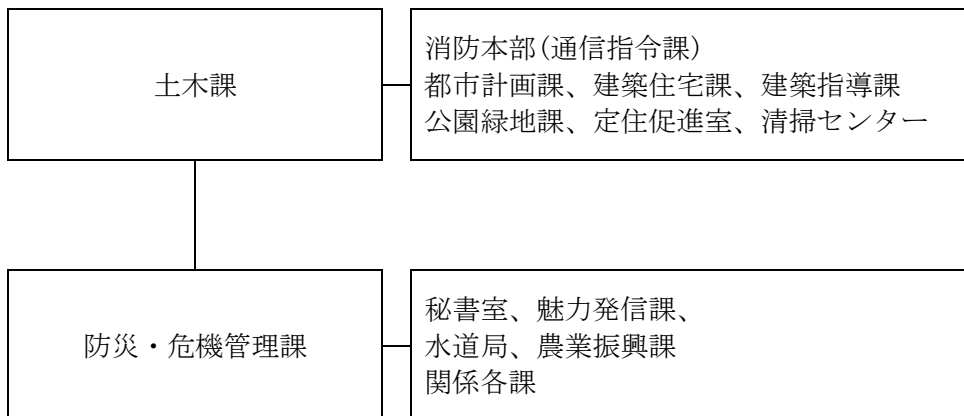 土木課
消防本部(通信指令課)
都市計画課、建築住宅課、建築指導課
公園緑地課、定住促進室、清掃センター
防災・危機管理課
秘書室、魅力発信課、
水道局、農業振興課
関係各課